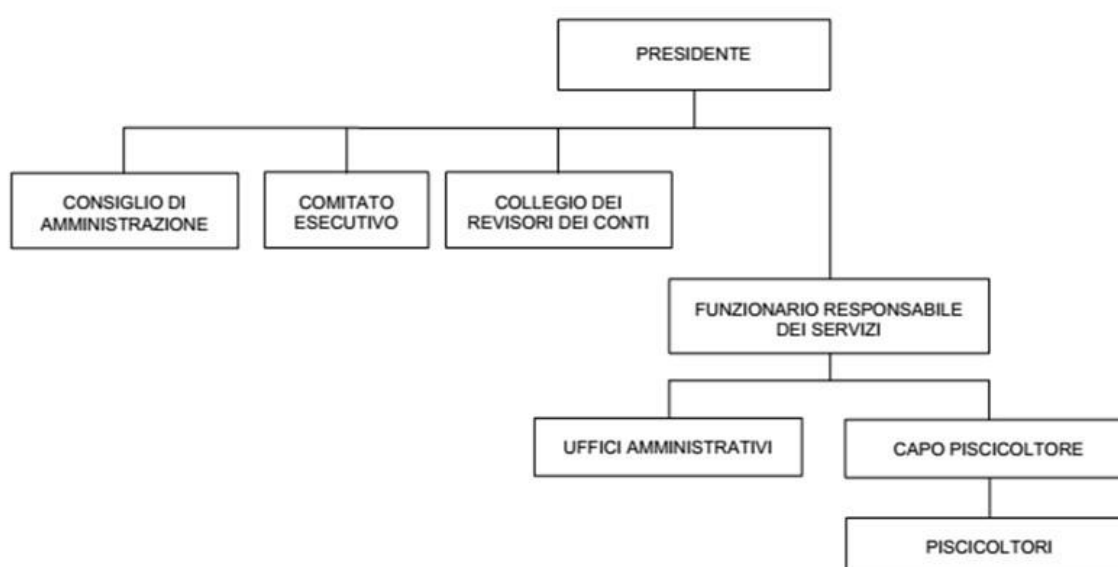 PRESIDENTE
CONSIGLIO DI
AMMINISTRAZIONE
COMITATO
ESECUTIVO
COLLEGIO DEI
REVISORI DEI CONTI
FUNZIONARIO RESPONSABILE
DEI SERVIZI
UFFICI AMMINISTRATIVI
CAPO PISCICOLTORE
PISCICOLTORI